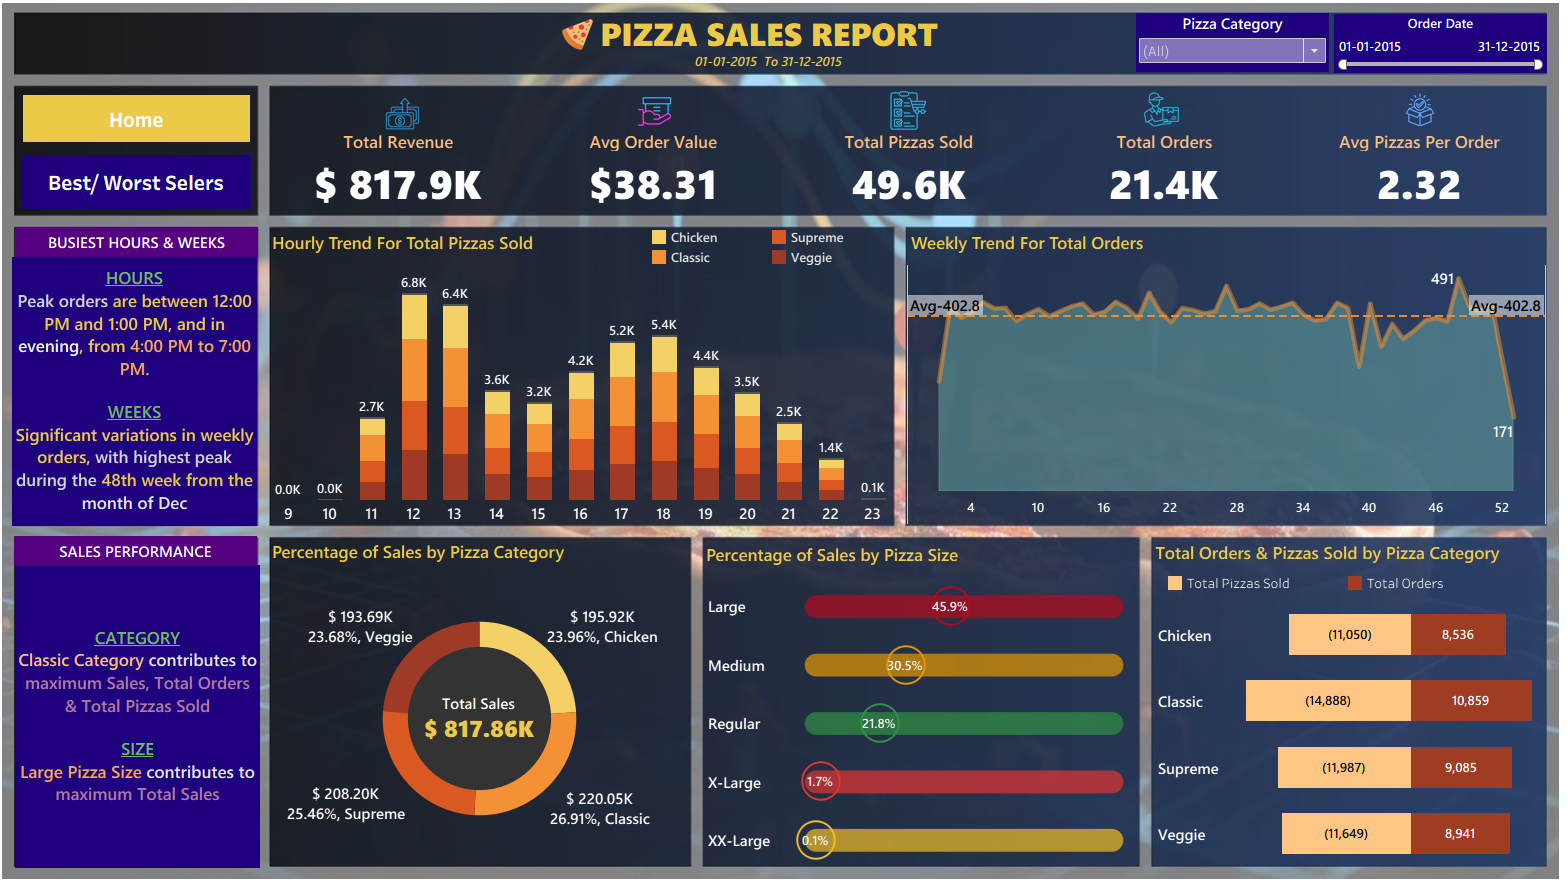 PIZZA SALES REPORT
01-01-2015 To 31-12-2015
Pizza Category
(All)
Order Date
01-01-2015 31-12-2015
Home
Best/ Worst Selers
Total Revenue
$ 817.9K
Avg Order Value
$38.31
Total Pizzas Sold
49.6K
Total Orders
21.4K
Avg Pizzas Per Order
2.32
BUSIEST HOURS & WEEKS
HOURS
Peak orders are between 12:00
PM and 1:00 PM, and in
evening, from 4:00 PM to 7:00
PM.
WEEKS
Significant variations in weekly
orders, with highest peak
during the 48th week from the
month of Dec
Hourly Trend For Total Pizzas Sold
Chicken Supreme
Classic Veggie
0.0K 0.0K 2.7K 6.8K 6.4K 3.6K 3.2K 4.2K 5.2K 5.4K 4.4K 3.5K 2.5K 1.4K 0.1K
9 10 11 12 13 14 15 16 17 18 19 20 21 22 23
Weekly Trend For Total Orders
491
Avg-402.8 Avg-402.8
171
4 10 16 22 28 34 40 46 52
SALES PERFORMANCE
CATEGORY
Classic Category contributes to
maximum Sales, Total Orders
& Total Pizzas Sold
SIZE
Large Pizza Size contributes to
maximum Total Sales
Percentage of Sales by Pizza Category
$ 193.69K
23.68%, Veggie
$ 195.92K
23.96%, Chicken
Total Sales
$ 817.86K
$ 208.20K
25.46%, Supreme
$ 220.05K
26.91%, Classic
Percentage of Sales by Pizza Size
Large 45.9%
Medium 30.5%
Regular 21.8%
X-Large 1.7%
XX-Large 0.1%
Total Orders & Pizzas Sold by Pizza Category
Total Pizzas Sold Total Orders
Chicken (11,050) 8,536
Classic (14,888) 10,859
Supreme (11,987) 9,085
Veggie (11,649) 8,941